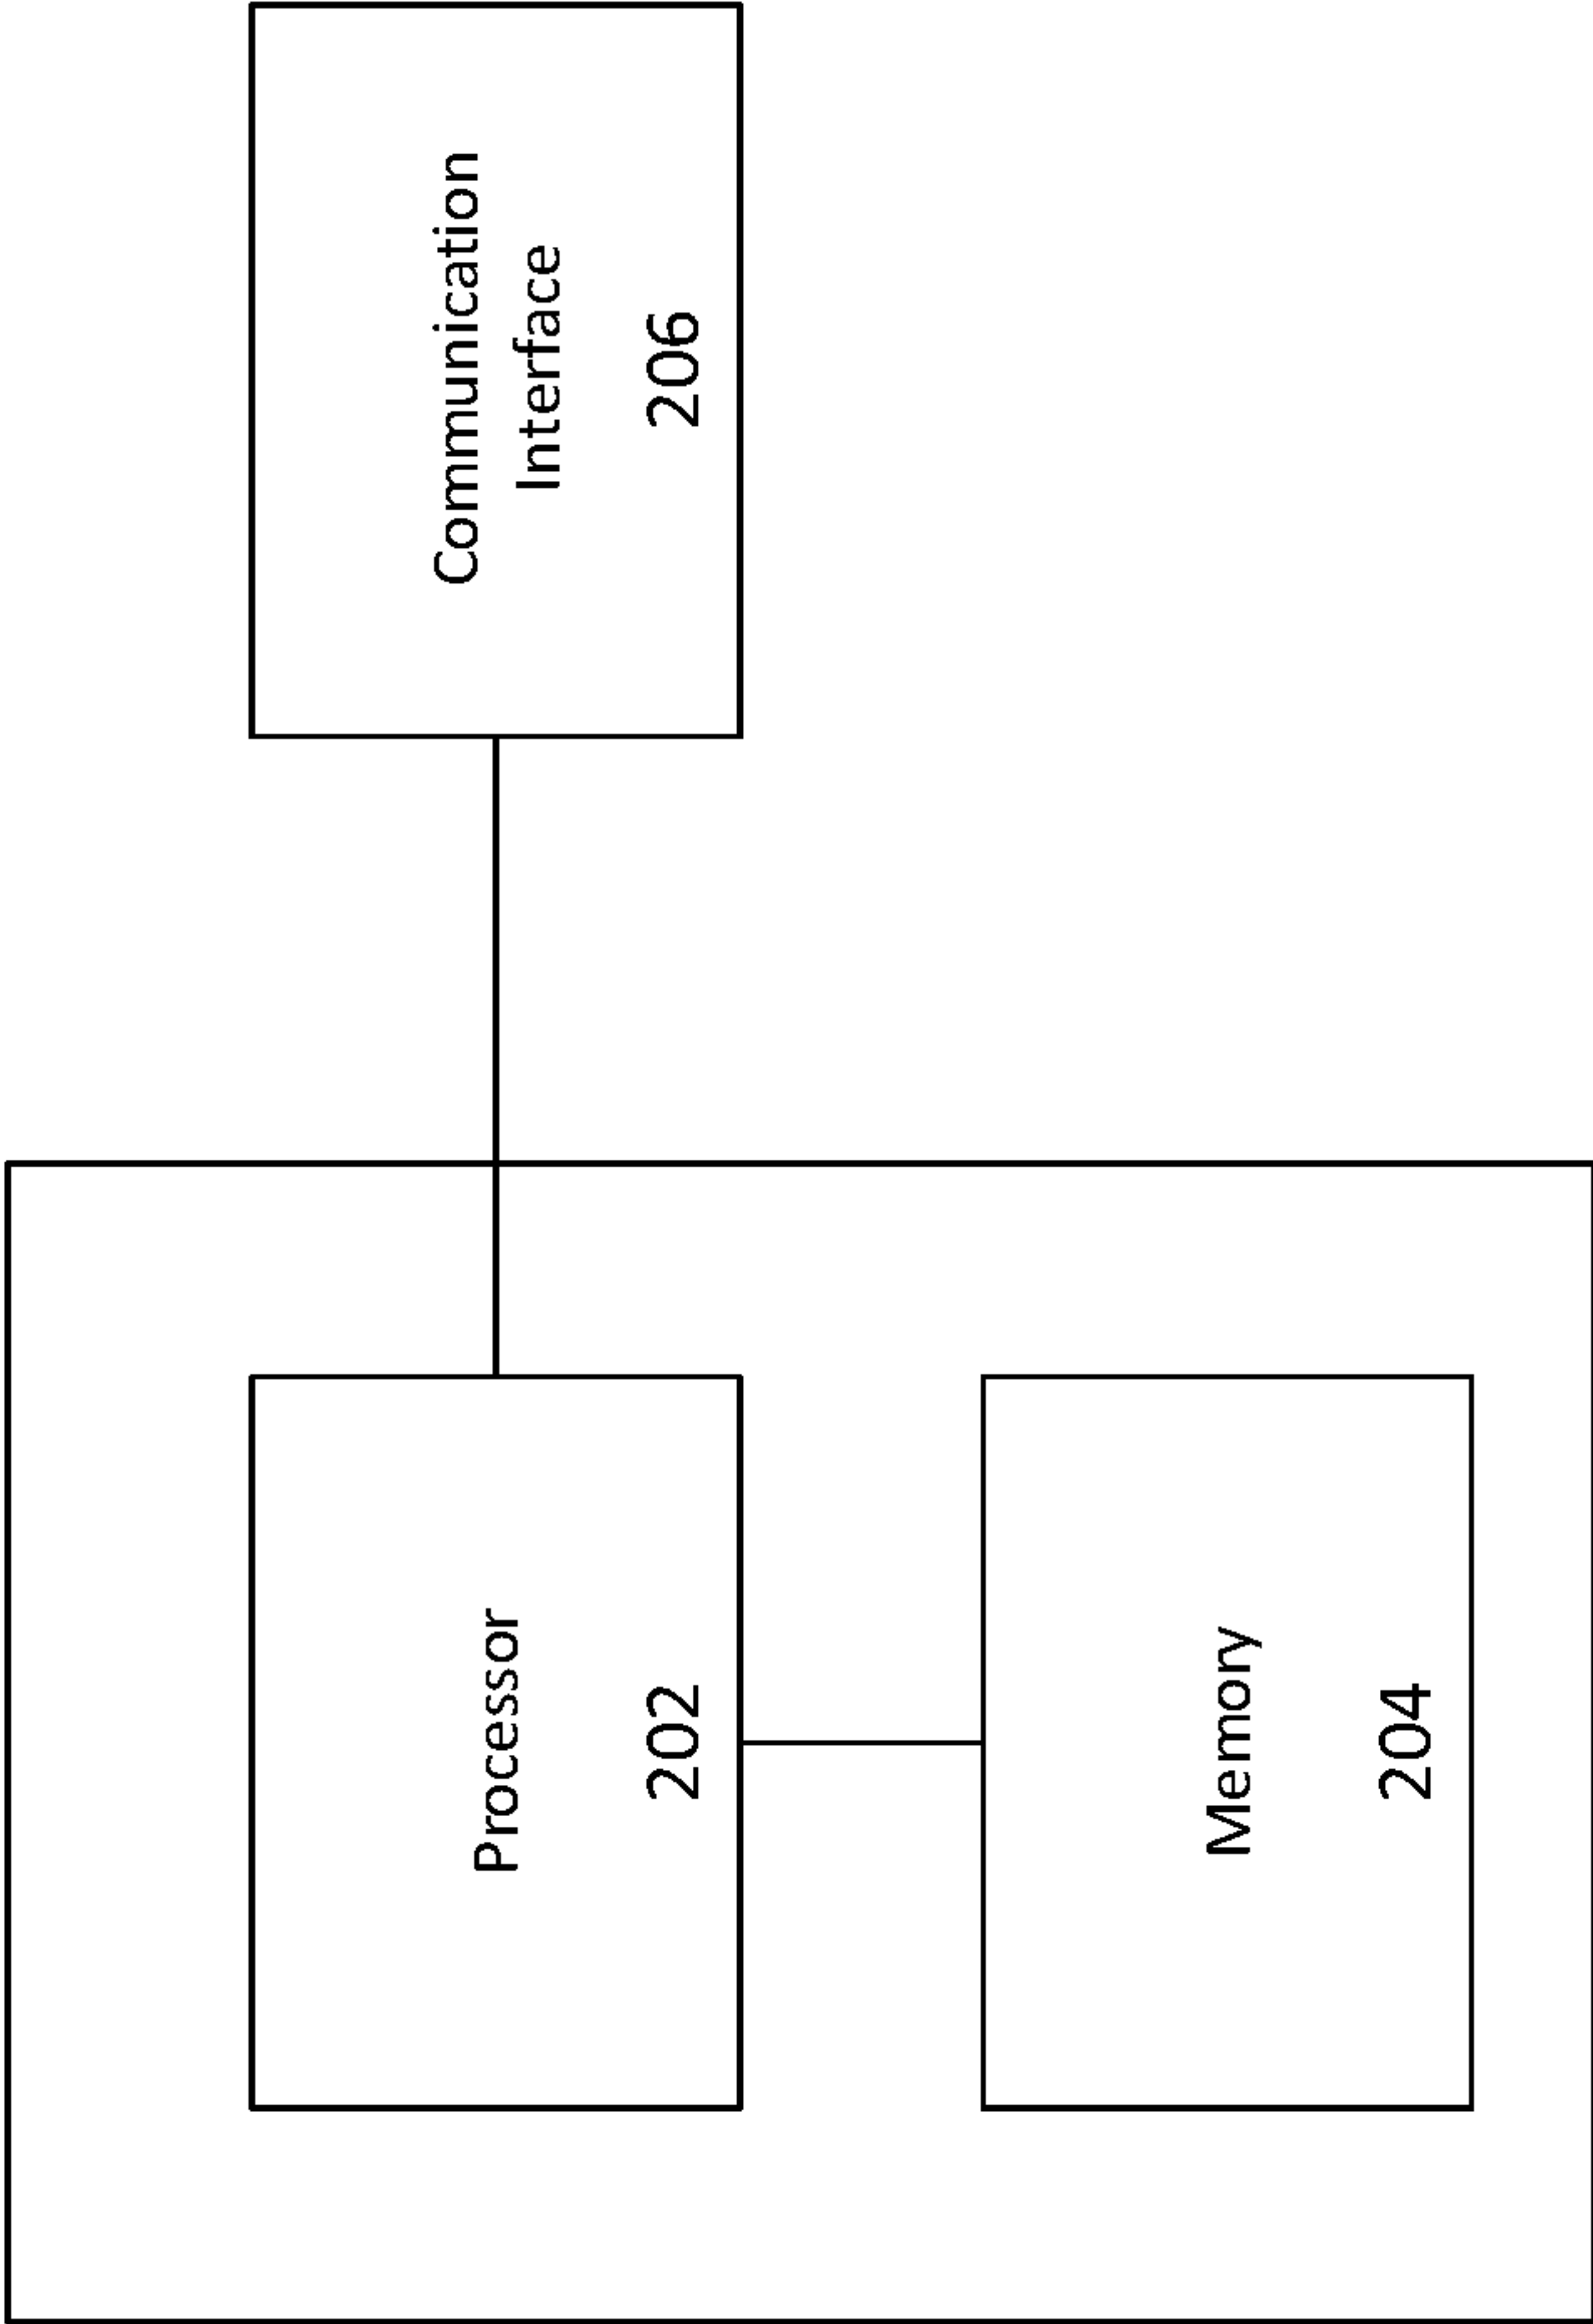 Processor
202
Communication
Interface
206
Memory
204